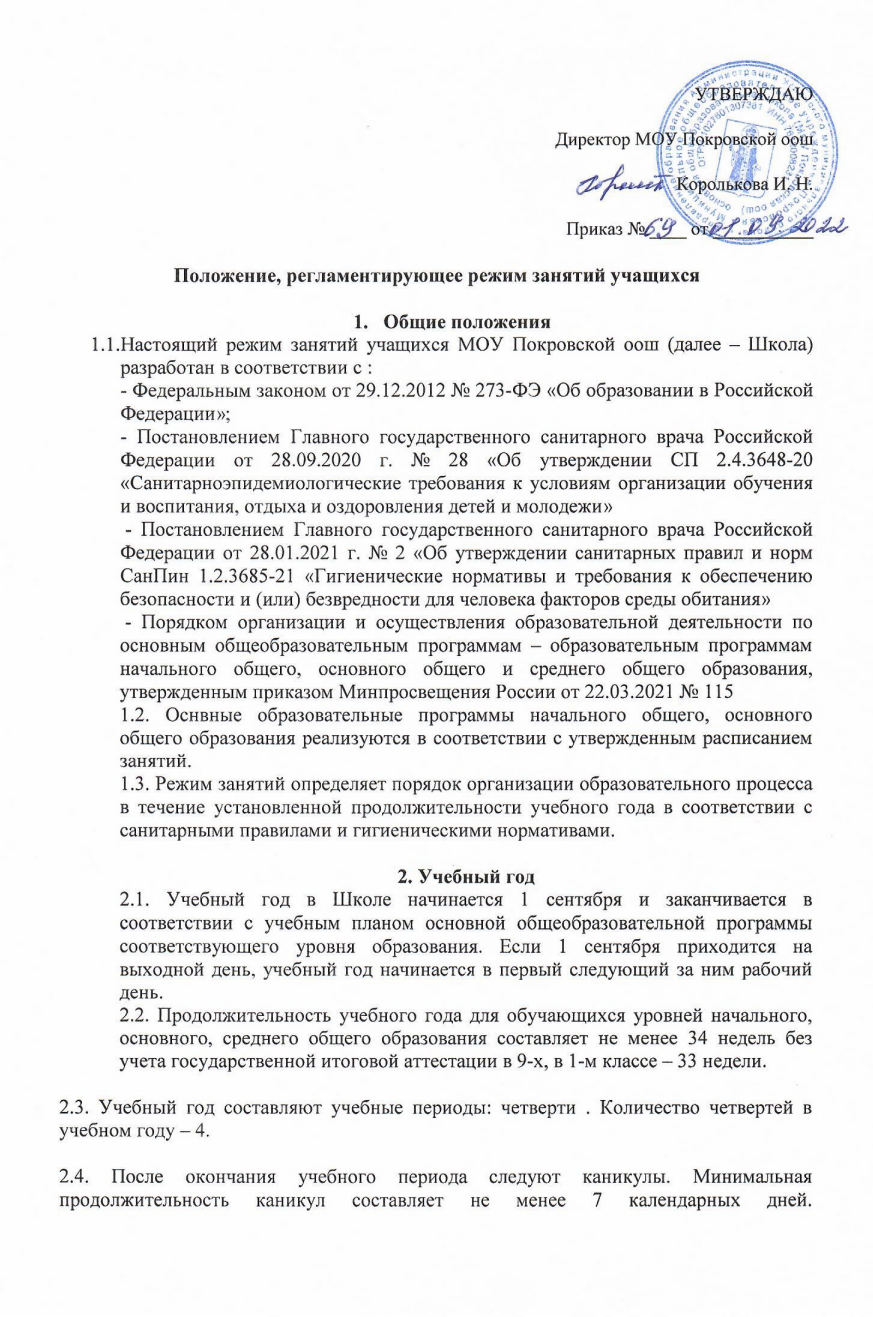 УТВЕРЖДАЮ
Директор МОУ Покровской оош
Королькова И. Н.
Приказ № 69 от 01.09.2022
Положение, регламентирующее режим занятий учащихся
1. Общие положения
1.1.Настоящий режим занятий учащихся МОУ Покровской оош (далее – Школа)
разработан в соответствии с :
- Федеральным законом от 29.12.2012 № 273-ФЭ «Об образовании в Российской
Федерации»;
- Постановлением Главного государственного санитарного врача Российской
Федерации от 28.09.2020 г. № 28 «Об утверждении СП 2.4.3648-20
«Санитарноэпидемиологические требования к условиям организации обучения
и воспитания, отдыха и оздоровления детей и молодежи»
- Постановлением Главного государственного санитарного врача Российской
Федерации от 28.01.2021 г. № 2 «Об утверждении санитарных правил и норм
СанПин 1.2.3685-21 «Гигиенические нормативы и требования к обеспечению
безопасности и (или) безвредности для человека факторов среды обитания»
- Порядком организации и осуществления образовательной деятельности по
основным общеобразовательным программам – образовательным программам
начального общего, основного общего и среднего общего образования,
утвержденным приказом Минпросвещения России от 22.03.2021 № 115
1.2. Оснвные образовательные программы начального общего, основного
общего образования реализуются в соответствии с утвержденным расписанием
занятий.
1.3. Режим занятий определяет порядок организации образовательного процесса
в течение установленной продолжительности учебного года в соответствии с
санитарными правилами и гигиеническими нормативами.
2. Учебный год
2.1. Учебный год в Школе начинается 1 сентября и заканчивается в
соответствии с учебным планом основной общеобразовательной программы
соответствующего уровня образования. Если 1 сентября приходится на
выходной день, учебный год начинается в первый следующий за ним рабочий
день.
2.2. Продолжительность учебного года для обучающихся уровней начального,
основного, среднего общего образования составляет не менее 34 недель без
учета государственной итоговой аттестации в 9-х, в 1-м классе – 33 недели.
2.3. Учебный год составляют учебные периоды: четверти . Количество четвертей в
учебном году – 4.
2.4. После окончания учебного периода следуют каникулы. Минимальная
продолжительность каникул составляет не менее 7 календарных дней.